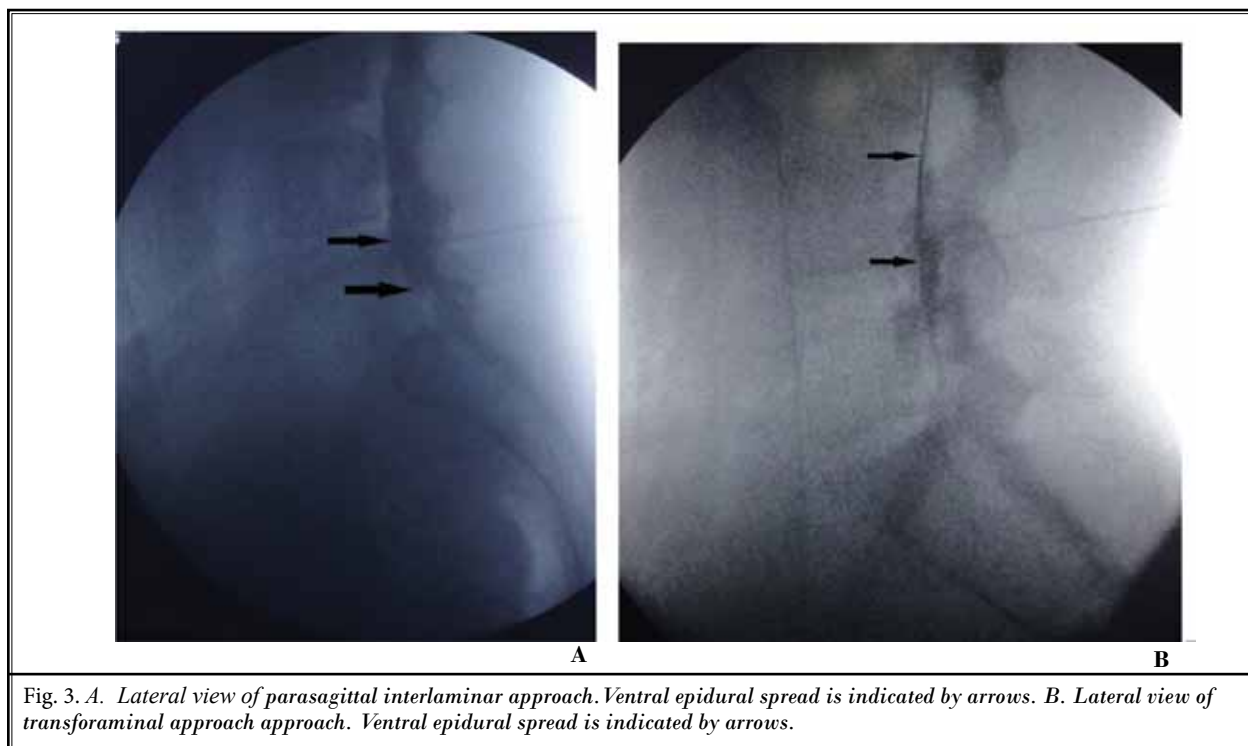 A
B
Fig. 3. A. Lateral view of parasagittal interlaminar approach. Ventral epidural spread is indicated by arrows. B. Lateral view of
transforaminal approach approach. Ventral epidural spread is indicated by arrows.